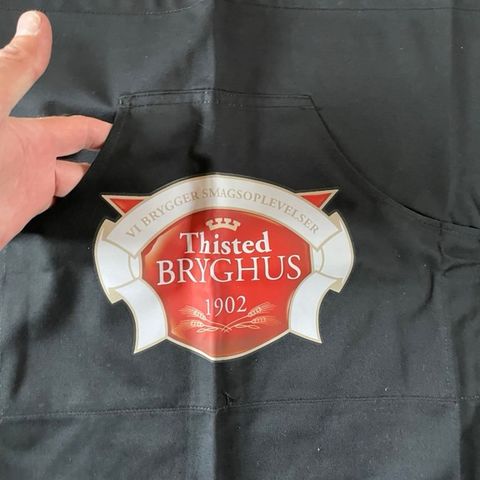 VI BRYGGER SMAGSOPLEVELSER
Thisted
BRYGHUS
1902